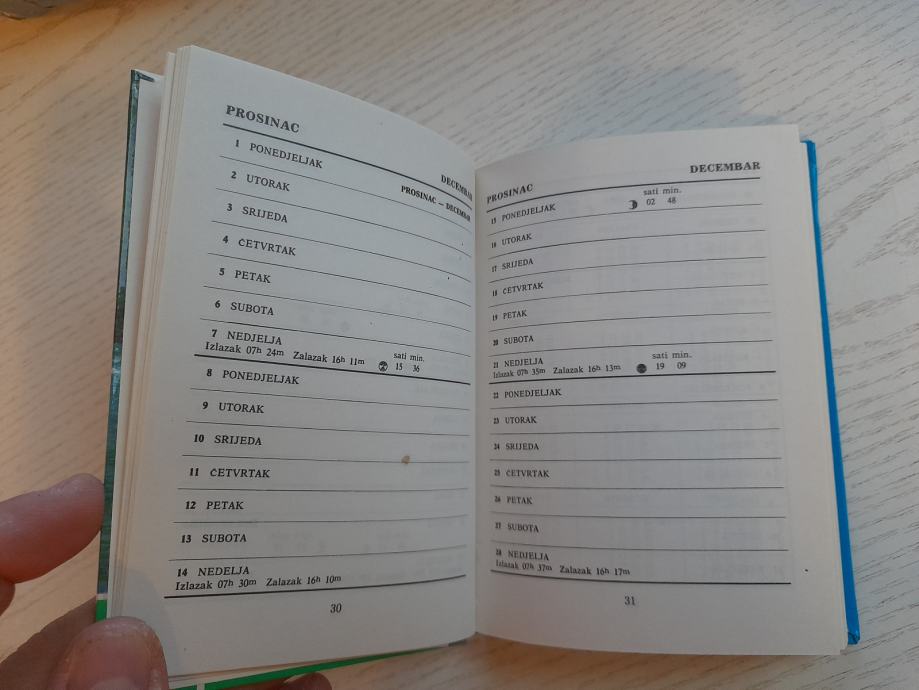 PROSINAC
DECEMBAR
PROSINAC — DECEMBAR
1 PONEDJELJAK
2 UTORAK
3 SRIJEDA
4 ČETVRTAK
5 PETAK
6 SUBOTA
7 NEDJELJA
sati min.
Izlazak 07h 24m Zalazak 16h 11m 15 36
8 PONEDJELJAK
9 UTORAK
10 SRIJEDA
11 ČETVRTAK
12 PETAK
13 SUBOTA
14 NEDELJA
Izlazak 07h 30m Zalazak 16h 10m
30
PROSINAC DECEMBAR
sati min.
15 PONEDJELJAK 02 48
16 UTORAK
17 SRIJEDA
18 ČETVRTAK
19 PETAK
20 SUBOTA
21 NEDJELJA sati min.
Izlazak 07h 35m Zalazak 16h 13m 19 09
22 PONEDJELJAK
23 UTORAK
24 SRIJEDA
25 ČETVRTAK
26 PETAK
27 SUBOTA
28 NEDJELJA
Izlazak 07h 37m Zalazak 16h 17m
31